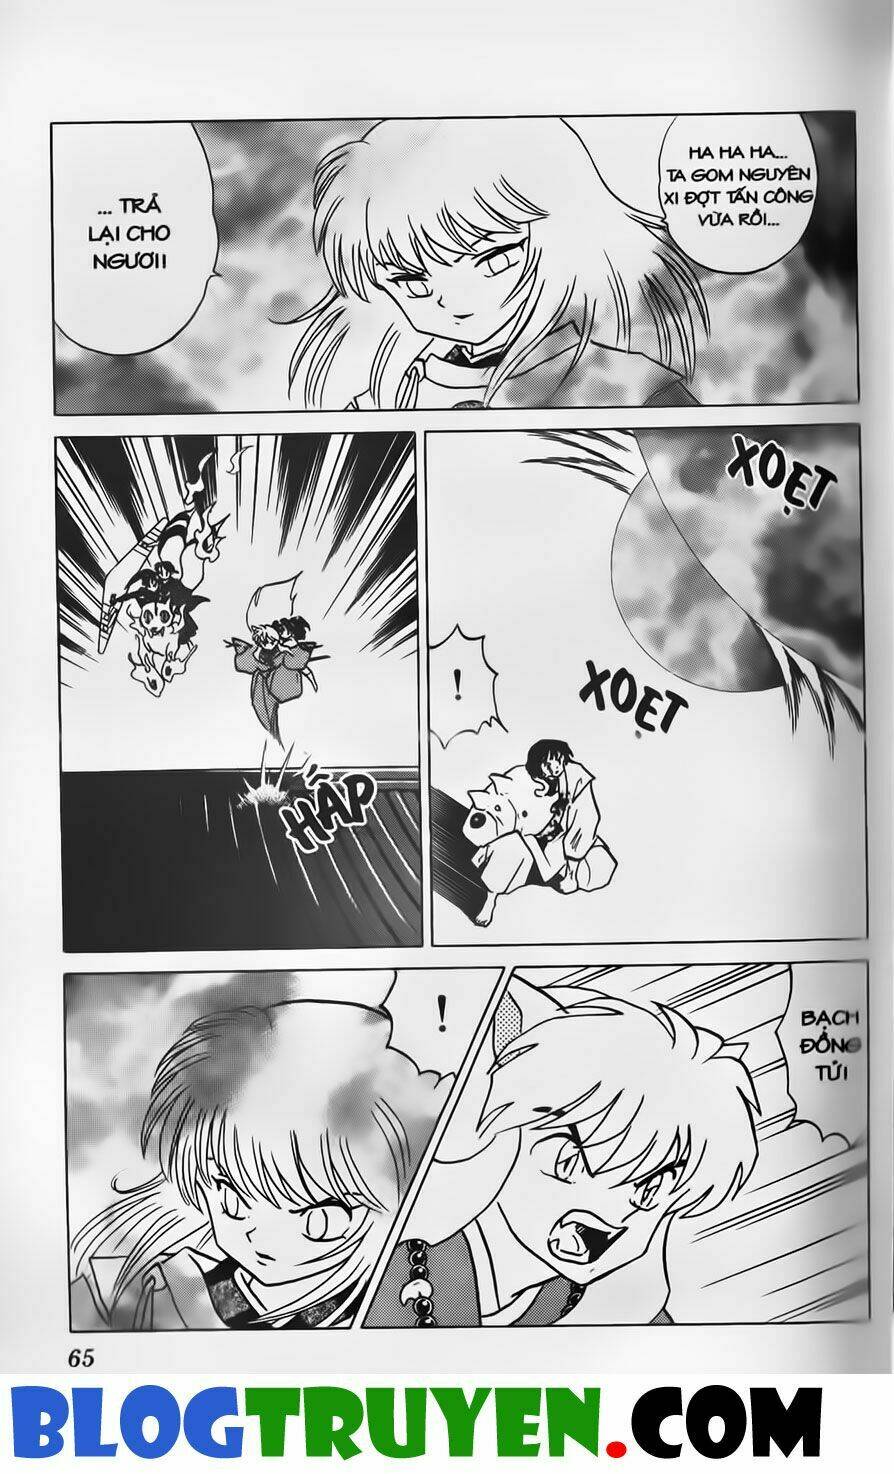 HA HA HA...
TA GOM NGUYÊN
XI ĐỢT TẤN CÔNG
VỪA RỒI...
... TRẢ
LẠI CHO
NGƯƠI!
XOẸT
XOẸT
!
HẤP
!
BẠCH
ĐỒNG
TỬ!
65
BLOGTRUYEN.COM